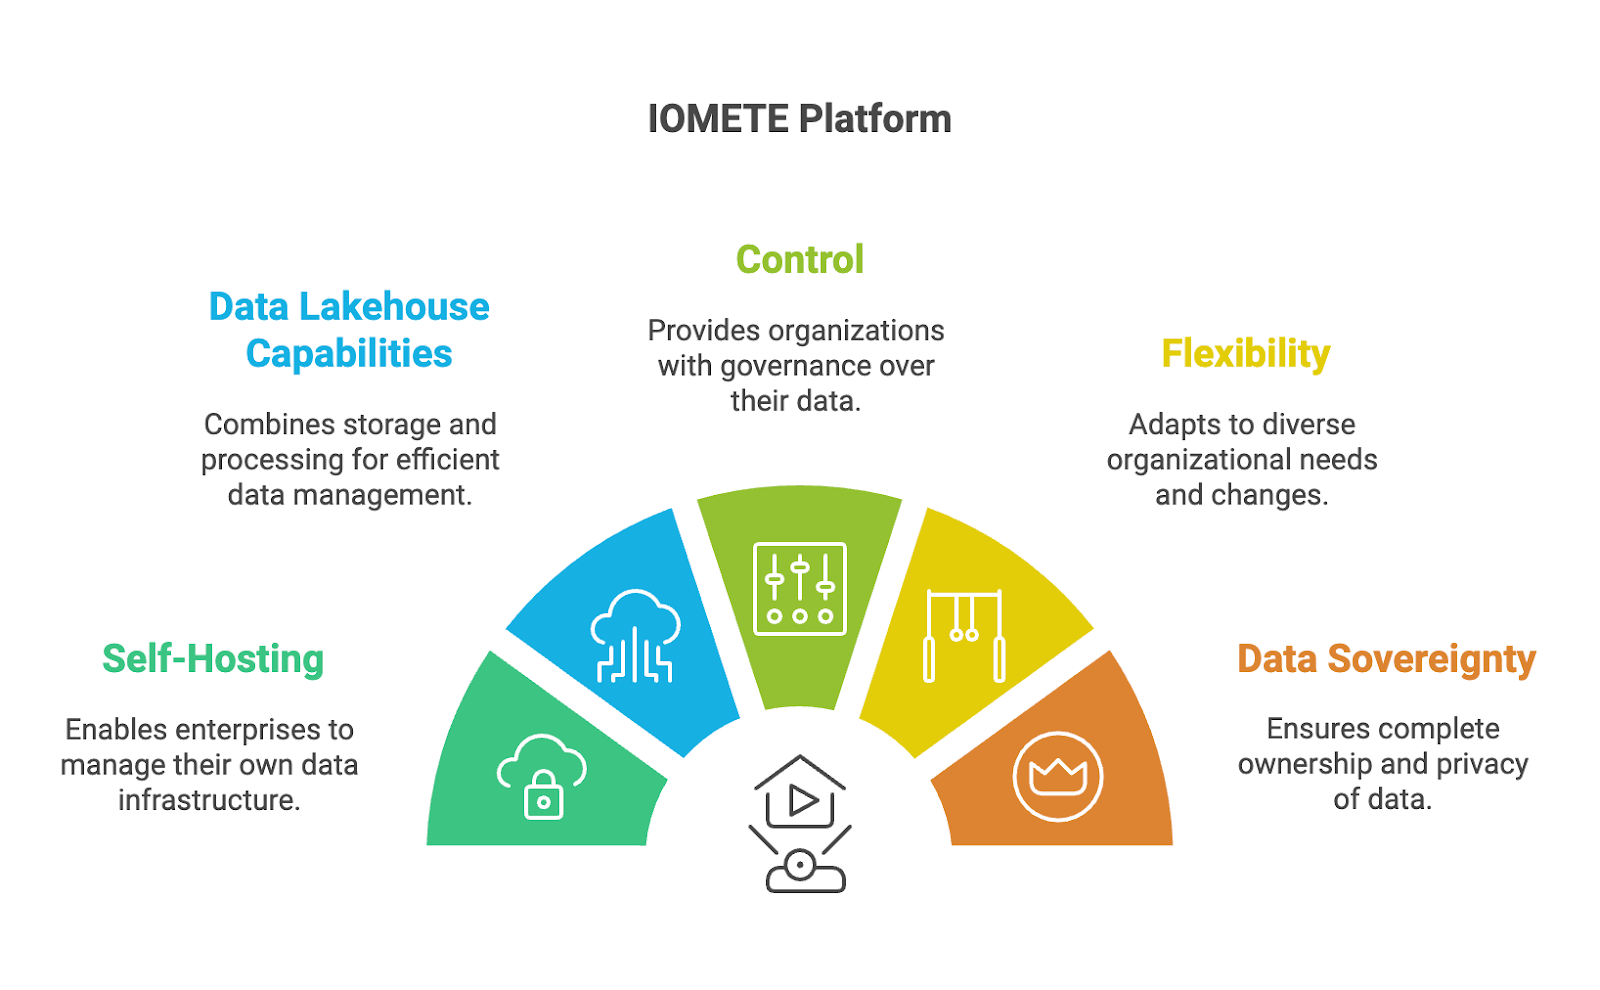 IOMETE Platform
Control
Provides organizations
with governance over
their data.
Data Lakehouse
Capabilities
Combines storage and
processing for efficient
data management.
Flexibility
Adapts to diverse
organizational needs
and changes.
Self-Hosting
Enables enterprises to
manage their own data
infrastructure.
Data Sovereignty
Ensures complete
ownership and privacy
of data.